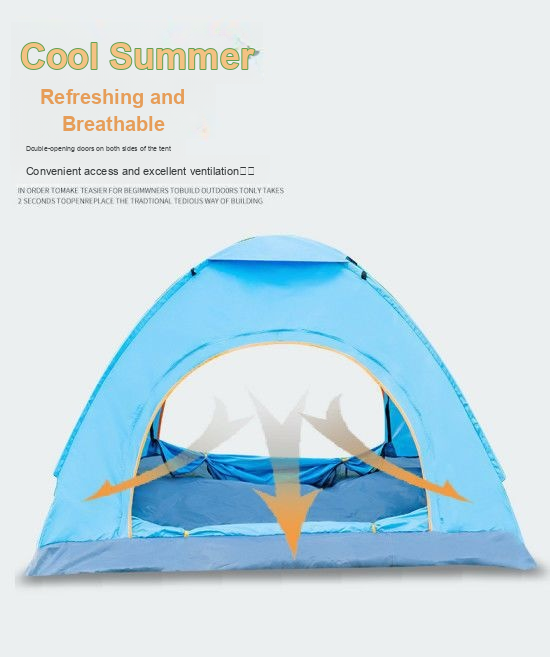 Cool Summer
Refreshing and
Breathable
Double-opening doors on both sides of the tent
Convenient access and excellent ventilation
IN ORDER TOMAKE TEASIER FOR BEGIMWNERS TOBUILD OUTDOORS TONLY TAKES
2 SECONDS TOOPENREPLACE THE TRADTIONAL TEDIOUS WAY OF BUILDING